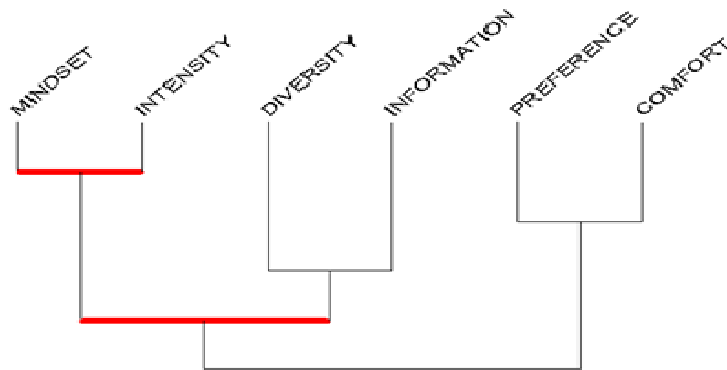 MINDSET
INTENSITY
DIVERSITY
INFORMATION
PREFERENCE
COMFORT